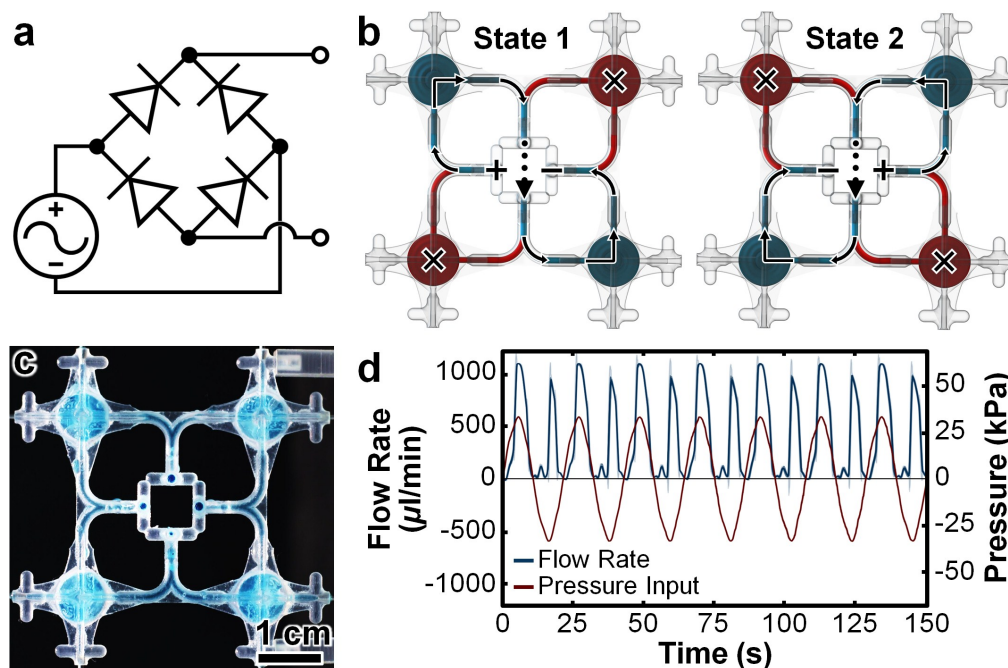 a
+
−
b
State 1
State 2
×
+
−
×
×
−
+
×
c
1 cm
d
Flow Rate
(µl/min)
1000
500
0
-500
-1000
Flow Rate
Pressure Input
50
25
0
-25
-50
Pressure (kPa)
0 25 50 75 100 125 150
Time (s)